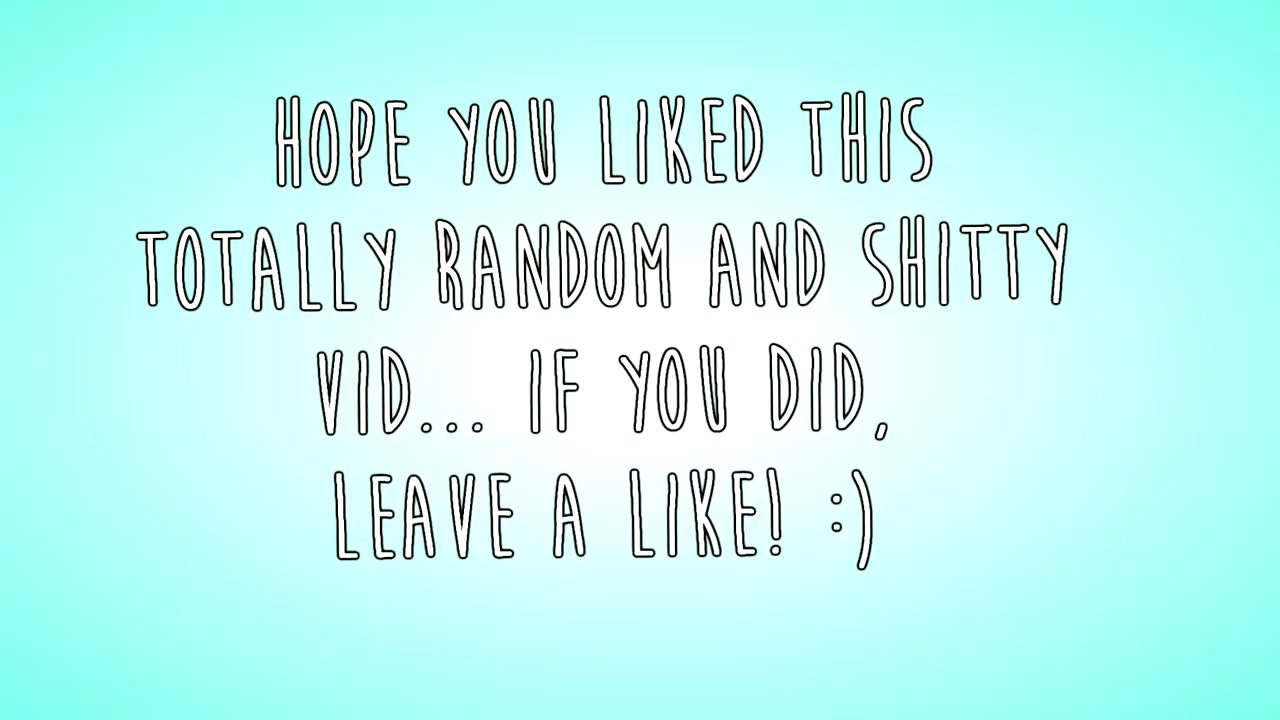 HOPE YOU LIKED THIS
TOTALLY RANDOM AND SHITTY
VID... IF YOU DID,
LEAVE A LIKE! :)